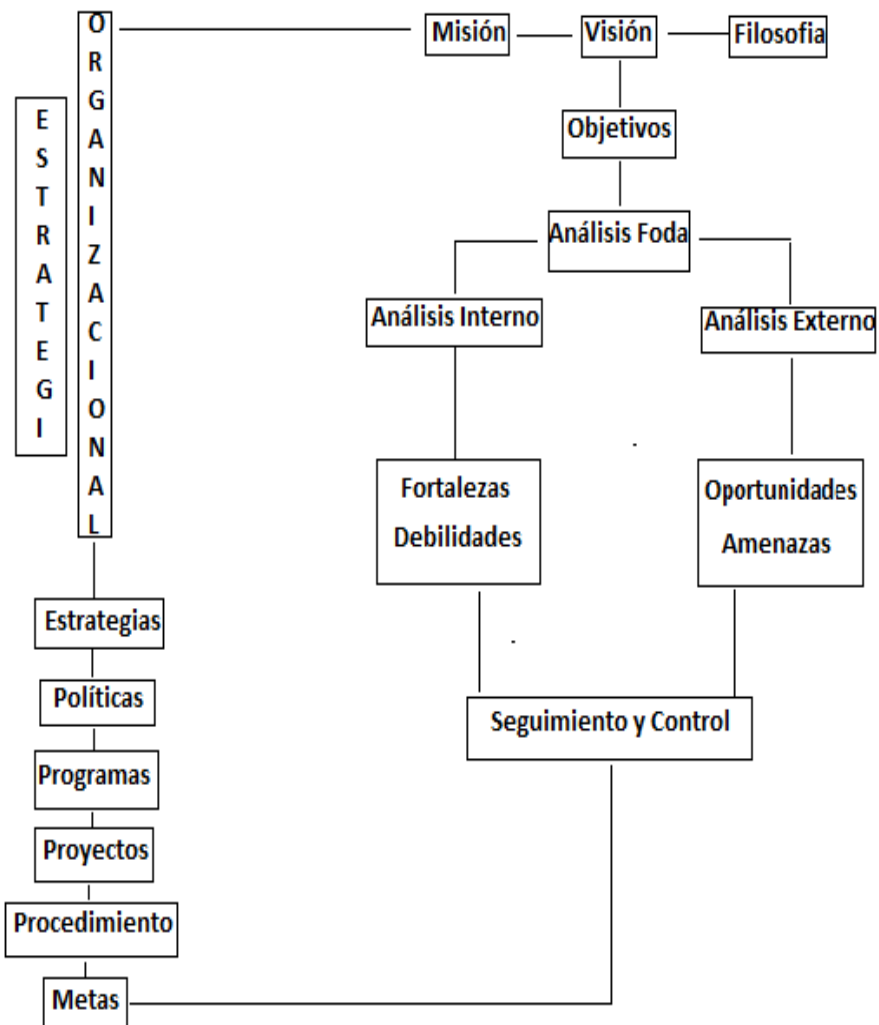 ESTRATEGI
ORGANIZACIONAL
Misión
Visión
Filosofia
Objetivos
Análisis Foda
Análisis Interno
Análisis Externo
Fortalezas
Debilidades
Oportunidades
Amenazas
Seguimiento y Control
Estrategias
Políticas
Programas
Proyectos
Procedimiento
Metas